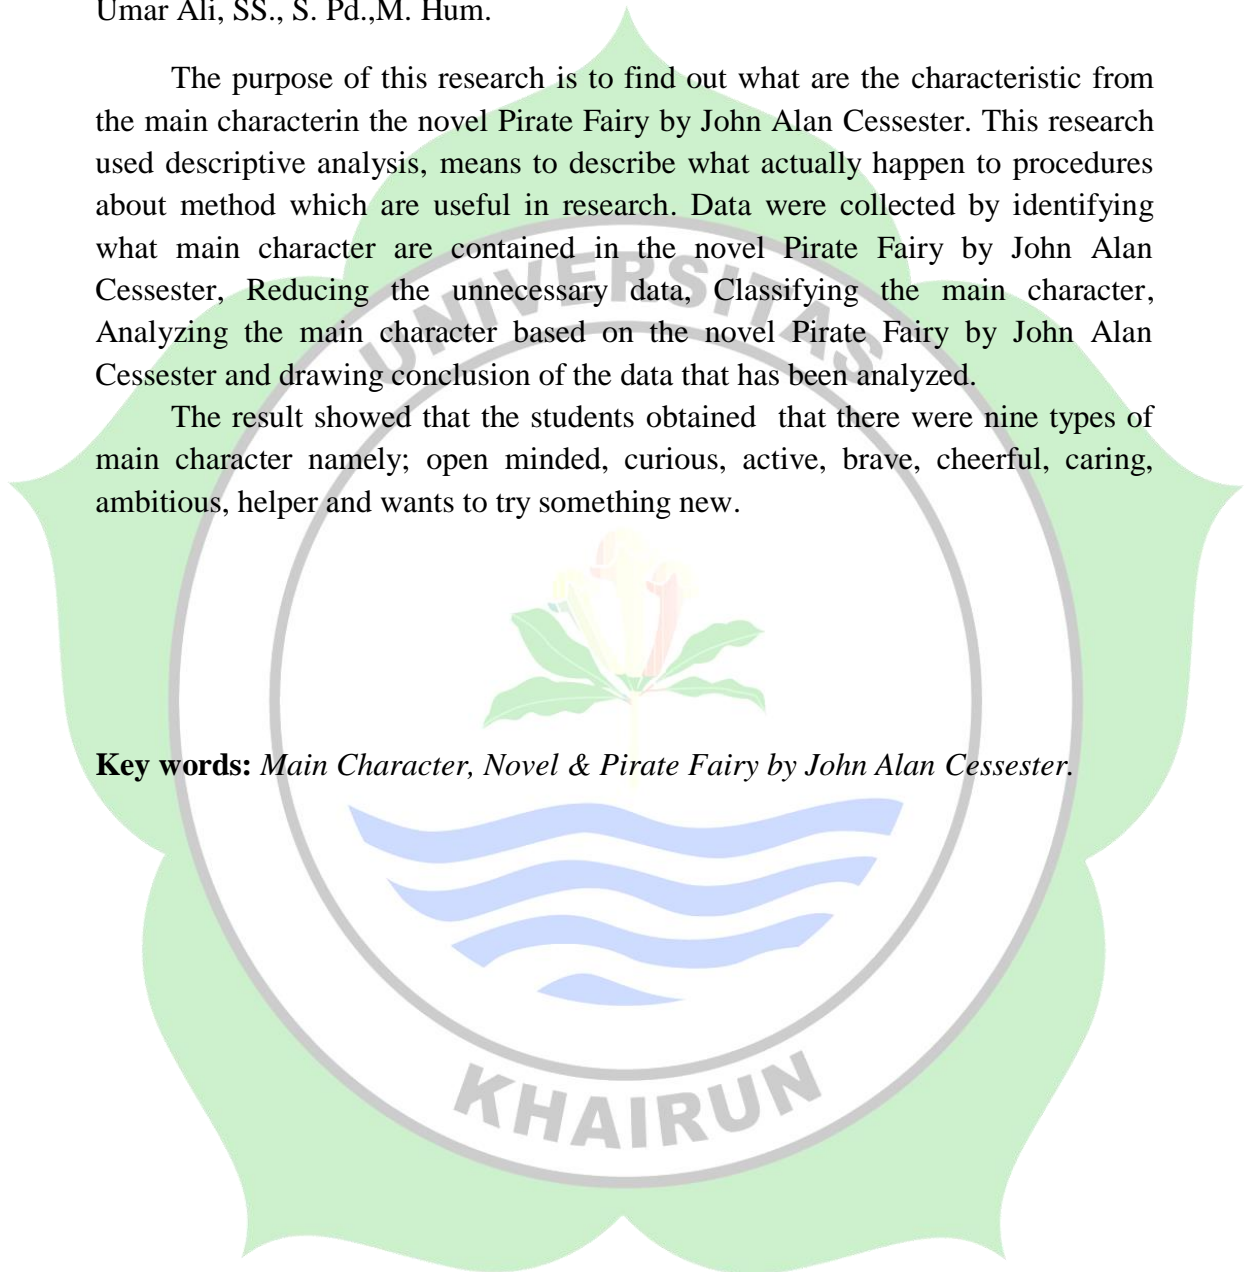 Umar Ali, SS., S. Pd.,M. Hum.
The purpose of this research is to find out what are the characteristic from
the main characterin the novel Pirate Fairy by John Alan Cessester. This research
used descriptive analysis, means to describe what actually happen to procedures
about method which are useful in research. Data were collected by identifying
what main character are contained in the novel Pirate Fairy by John Alan
Cessester, Reducing the unnecessary data, Classifying the main character,
Analyzing the main character based on the novel Pirate Fairy by John Alan
Cessester and drawing conclusion of the data that has been analyzed.
The result showed that the students obtained  that there were nine types of
main character namely; open minded, curious, active, brave, cheerful, caring,
ambitious, helper and wants to try something new.
Key words: Main Character, Novel & Pirate Fairy by John Alan Cessester.
UNIVERSITAS
KHAIRUN